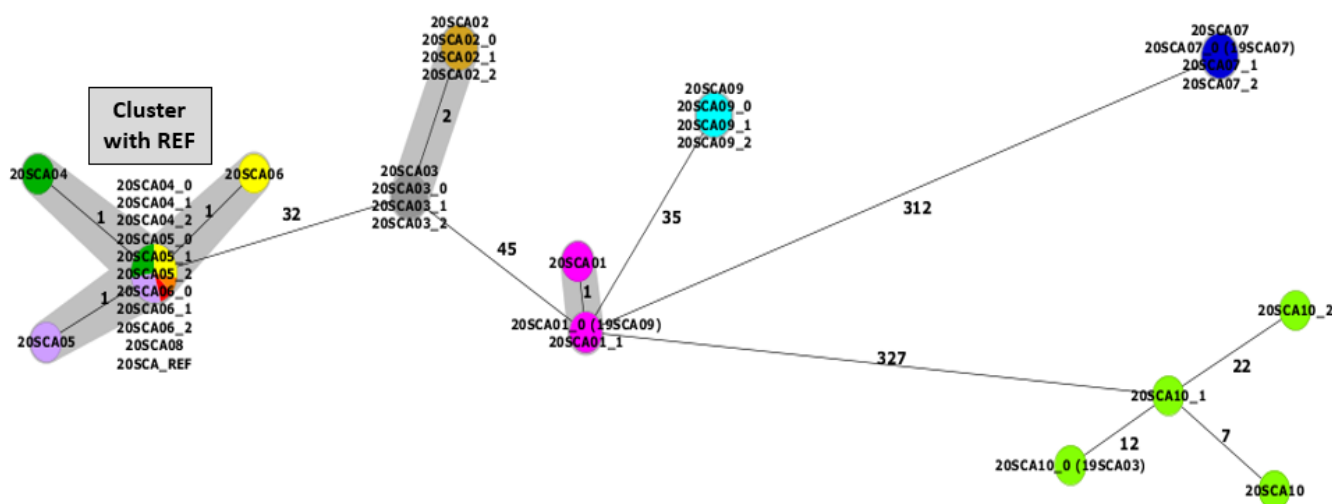 Cluster
with REF
20SCA04
1
20SCA06
1
20SCA04_0
20SCA04_1
20SCA04_2
20SCA05_0
20SCA05_1
20SCA05_2
20SCA06_0
20SCA06_1
20SCA06_2
20SCA08
20SCA_REF
1
20SCA05
32
20SCA02
20SCA02_0
20SCA02_1
20SCA02_2
2
20SCA03
20SCA03_0
20SCA03_1
20SCA03_2
45
20SCA01
1
20SCA01_0 (19SCA09)
20SCA01_1
20SCA09
20SCA09_0
20SCA09_1
20SCA09_2
35
312
20SCA07
20SCA07_0 (19SCA07)
20SCA07_1
20SCA07_2
327
20SCA10_2
22
20SCA10_1
12
7
20SCA10_0 (19SCA03)
20SCA10